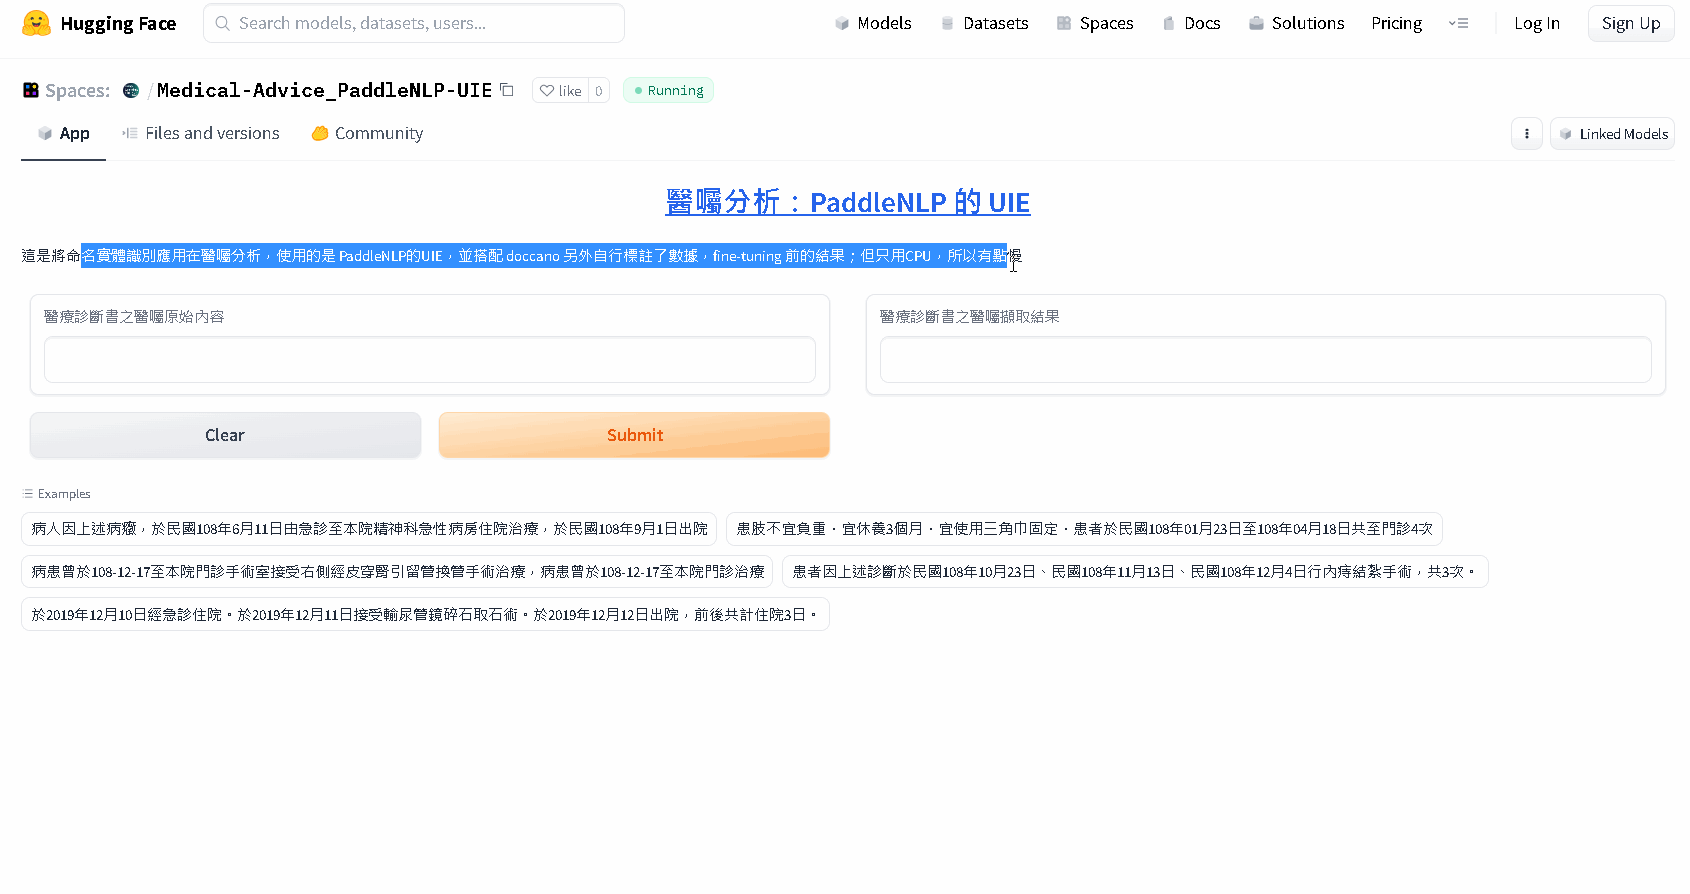 Hugging Face
Search models, datasets, users...
Models
Datasets
Spaces
Docs
Solutions
Pricing
Log In
Sign Up
Spaces:
/Medical-Advice_PaddleNLP-UIE
like
0
Running
App
Files and versions
Community
Linked Models
醫囑分析：PaddleNLP 的 UIE
這是將命名實體識別應用在醫囑分析，使用的是 PaddleNLP的UIE，並搭配 doccano 另外自行標註了數據，fine-tuning 前的結果；但只用CPU，所以有點慢
醫療診斷書之醫囑原始內容
醫療診斷書之醫囑擷取結果
Clear
Submit
Examples
病人因上述病癥，於民國108年6月11日由急診至本院精神科急性病房住院治療，於民國108年9月1日出院
患肢不宜負重．宜休養3個月．宜使用三角巾固定．患者於民國108年01月23日至108年04月18日共至門診4次
病患曾於108-12-17至本院門診手術室接受右側經皮穿腎引留管換管手術治療，病患曾於108-12-17至本院門診治療
患者因上述診斷於民國108年10月23日、民國108年11月13日、民國108年12月4日行內痔結紮手術，共3次。
於2019年12月10日經急診住院。於2019年12月11日接受輸尿管鏡碎石取石術。於2019年12月12日出院，前後共計住院3日。